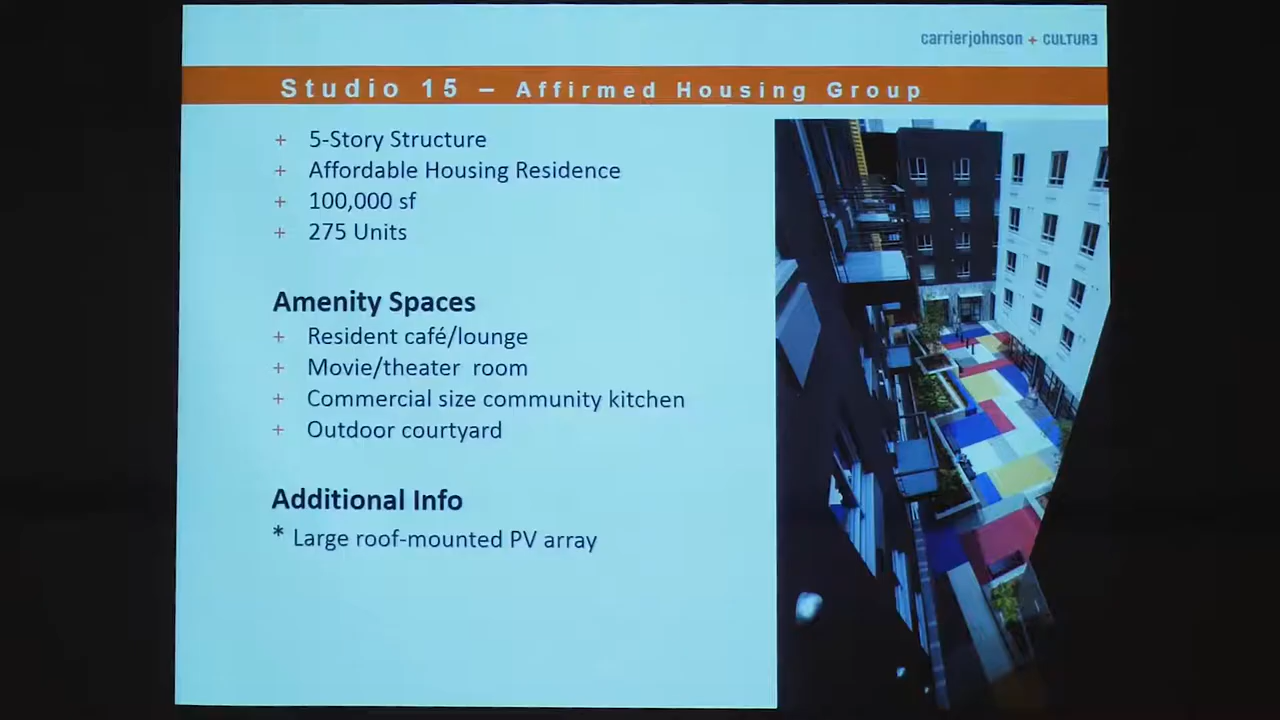 carrierjohnson + CULTUR3
Studio 15 – Affirmed Housing Group
+ 5-Story Structure
+ Affordable Housing Residence
+ 100,000 sf
+ 275 Units
Amenity Spaces
+ Resident café/lounge
+ Movie/theater room
+ Commercial size community kitchen
+ Outdoor courtyard
Additional Info
* Large roof-mounted PV array